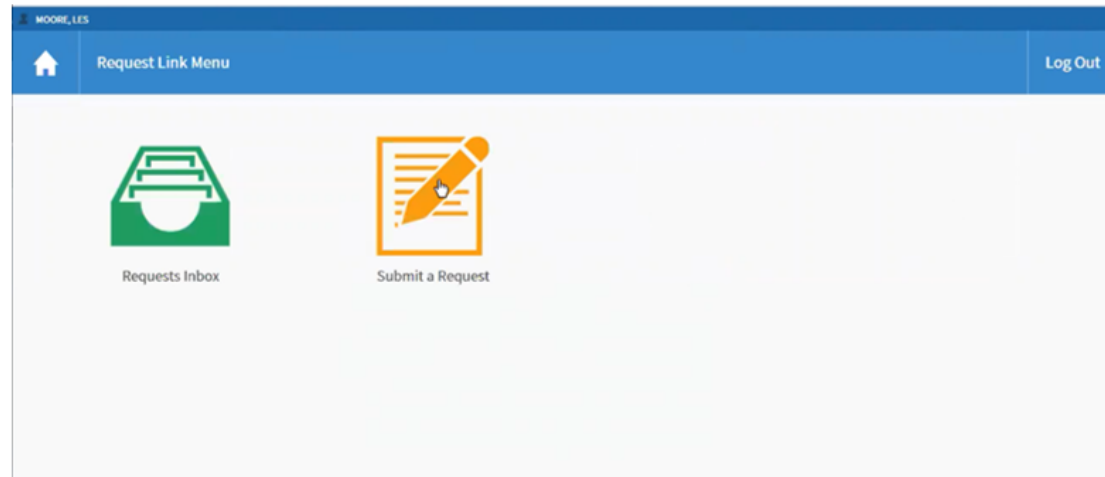 MOORE, LES
Request Link Menu
Log Out
Requests Inbox
Submit a Request